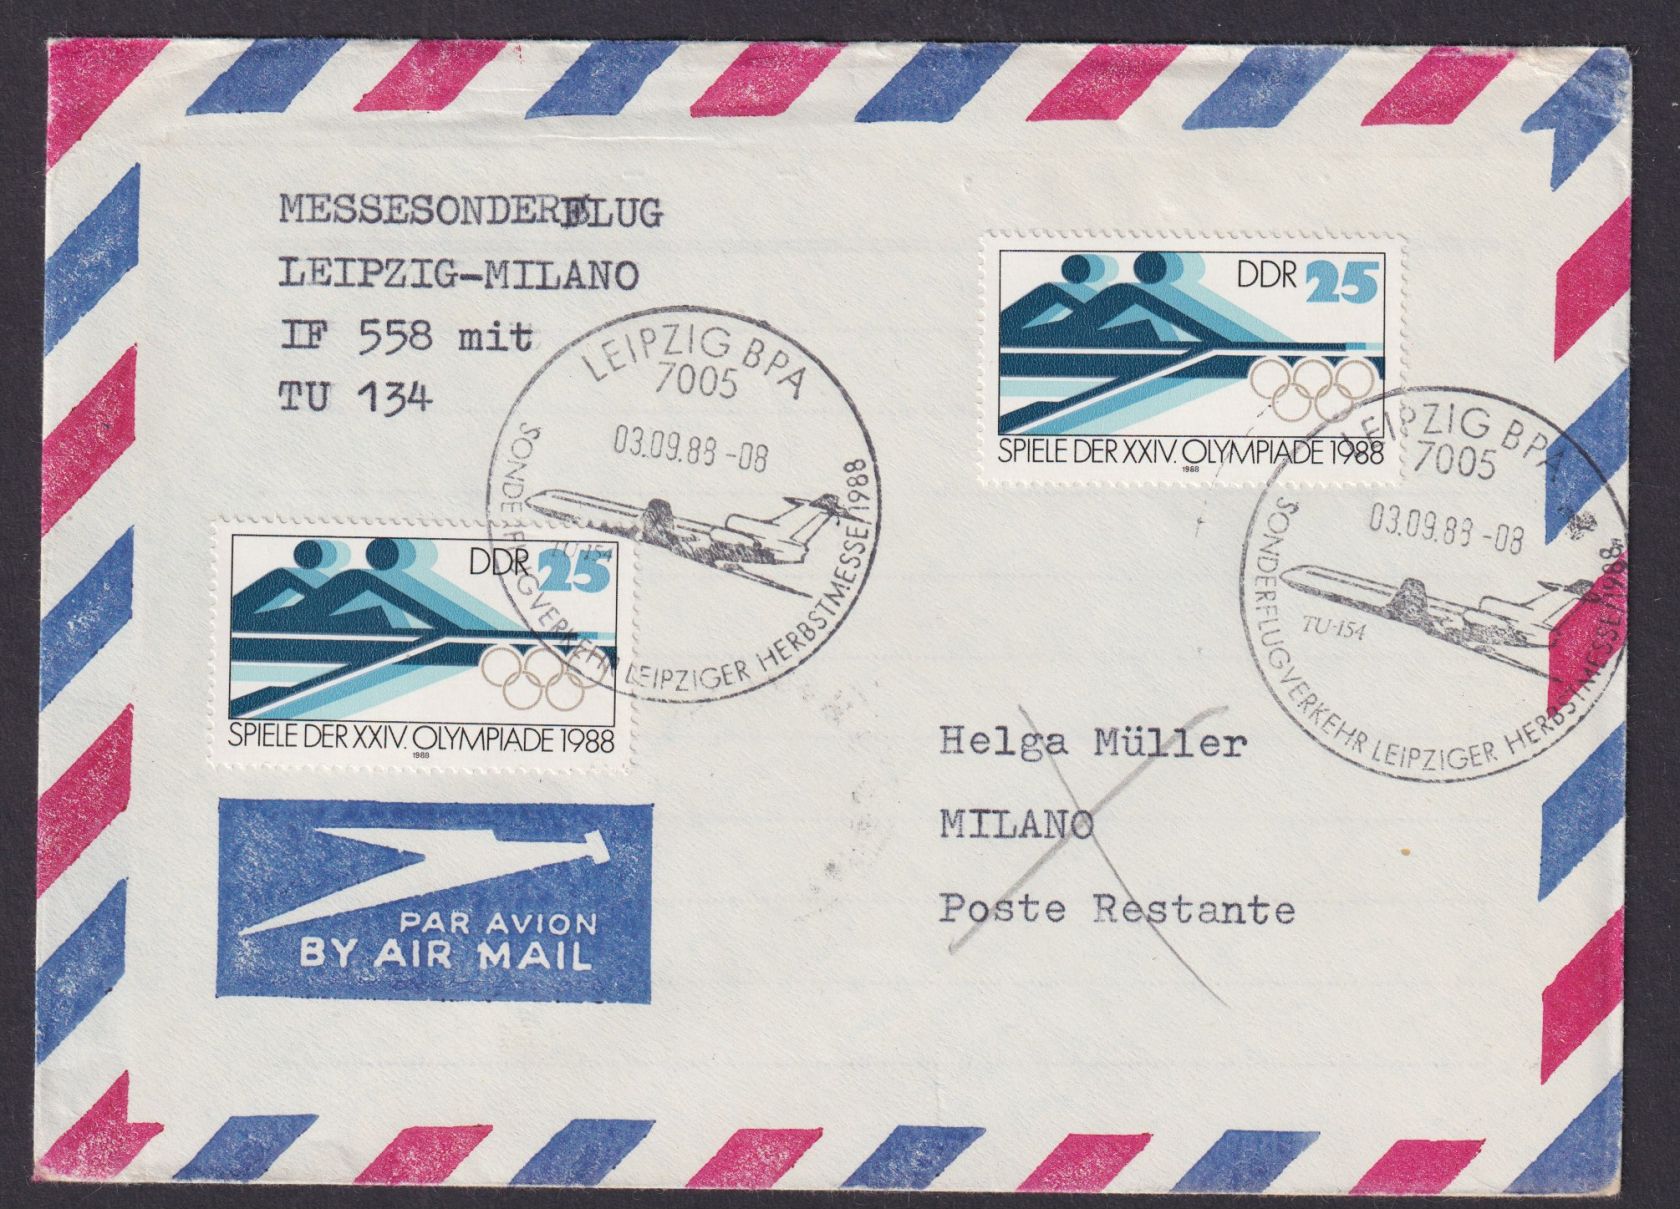 MESSESONDERFLUG
LEIPZIG-MILANO
IF 558 mit
TU 134
DDR 25
SPIELE DER XXIV. OLYMPIADE 1988
1988
LEIPZIG BPA
7005
03.09.88-08
TU-154
SONDERFLUGVERKEHR LEIPZIGER HERBSTMESSE/1988
LEIPZIG BPA
7005
03.09.88-08
TU-154
SONDERFLUGVERKEHR LEIPZIGER HERBSTMESSE/1988
DDR 25
SPIELE DER XXIV. OLYMPIADE 1988
1988
Helga Müller
MILANO
Poste Restante
PAR AVION
BY AIR MAIL